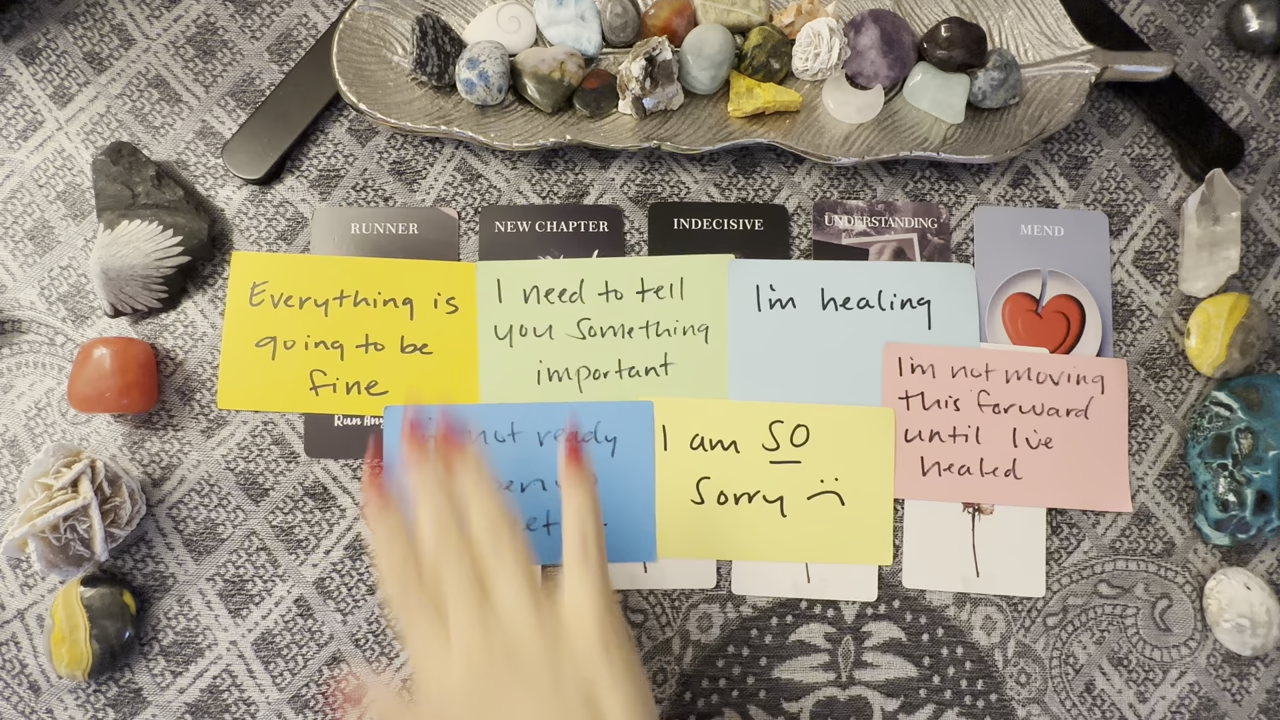 RUNNER
NEW CHAPTER
INDECISIVE
UNDERSTANDING
MEND
Everything is
going to be
fine
I need to tell
you something
important
I'm healing
I'm not moving
this forward
until I've
healed
Run
not ready
I am SO
Sorry :(